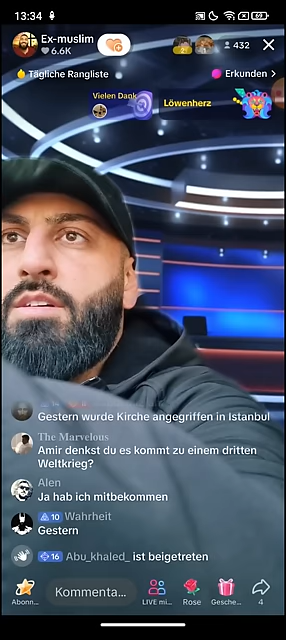 13:34
69
Ex-muslim
6.6K
432
Tägliche Rangliste
Erkunden >
Vielen Dank
Löwenherz
Gestern wurde Kirche angegriffen in Istanbul
The Marvelous
Amir denkst du es kommt zu einem dritten
Weltkrieg?
Alen
Ja hab ich mitbekommen
10 Wahrheit
Gestern
16 Abu_khaled_ ist beigetreten
Kommenta...
Abonn...
LIVE mi...
Rose
Gesche...
4